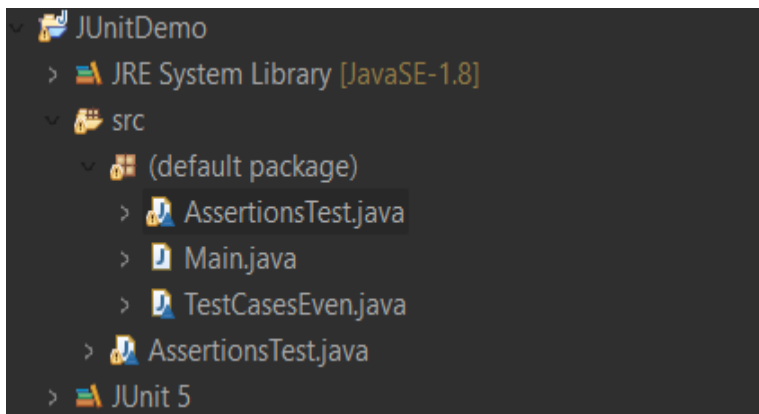 JUnitDemo
JRE System Library [JavaSE-1.8]
src
(default package)
AssertionsTest.java
Main.java
TestCasesEven.java
AssertionsTest.java
JUnit 5